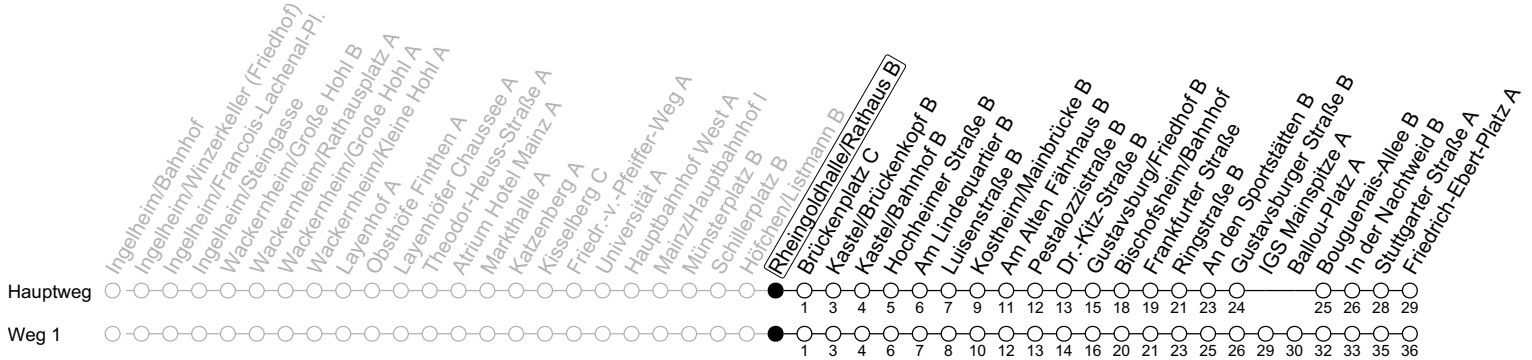 Ingelheim/Bahnhof
Ingelheim/Winzerkeller (Friedhof)
Ingelheim/Francois-Lachenal-Pl.
Ingelheim/Steingasse
Wackernheim/Große Hohl B
Wackernheim/Rathausplatz A
Wackernheim/Große Hohl A
Wackernheim/Kleine Hohl A
Layenhof A
Obsthöfe Finthen A
Layenhöfer Chaussee A
Theodor-Heuss-Straße A
Atrium Hotel Mainz A
Markthalle A
Katzenberg A
Kisselberg C
Friedr.-v.-Pfeiffer-Weg A
Universität A
Hauptbahnhof West A
Mainz/Hauptbahnhof I
Münsterplatz B
Schillerplatz B
Höfchen/Listmann B
Rheingoldhalle/Rathaus B
Brückenplatz C
Kastel/Brückenkopf B
Kastel/Bahnhof B
Hochheimer Straße B
Am Lindequartier B
Luisenstraße B
Kostheim/Mainbrücke B
Am Alten Fährhaus B
Pestalozzistraße B
Dr.-Kitz-Straße B
Gustavsburg/Friedhof B
Bischofsheim/Bahnhof
Frankfurter Straße
Ringstraße B
An den Sportstätten B
Gustavsburger Straße B
IGS Mainspitze A
Ballou-Platz A
Bouguenais-Allee B
In der Nachtweid B
Stuttgarter Straße A
Friedrich-Ebert-Platz A
Hauptweg
1 3 4 5 6 7 9 11 12 13 15 18 19 21 23 24 25 26 28 29
Weg 1
1 3 4 6 7 8 10 12 13 14 16 20 21 23 25 26 29 30 32 33 35 36